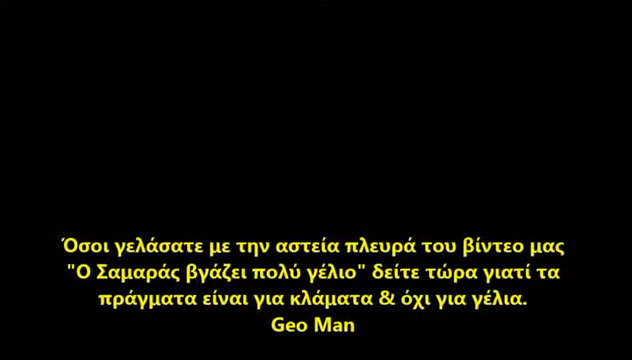 Όσοι γελάσατε με την αστεία πλευρά του βίντεο μας
"Ο Σαμαράς βγάζει πολύ γέλιο" δείτε τώρα γιατί τα
πράγματα είναι για κλάματα & όχι για γέλια.
Geo Man